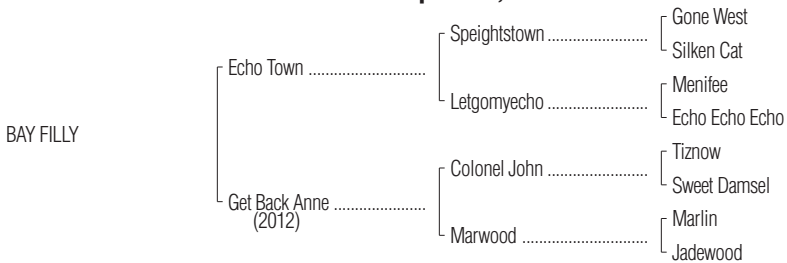 Gone West
Speightstown
Silken Cat
Echo Town
Menifee
Letgomyecho
Echo Echo Echo
BAY FILLY
Tiznow
Colonel John
Sweet Damsel
Get Back Anne
(2012)
Marlin
Marwood
Jadewood